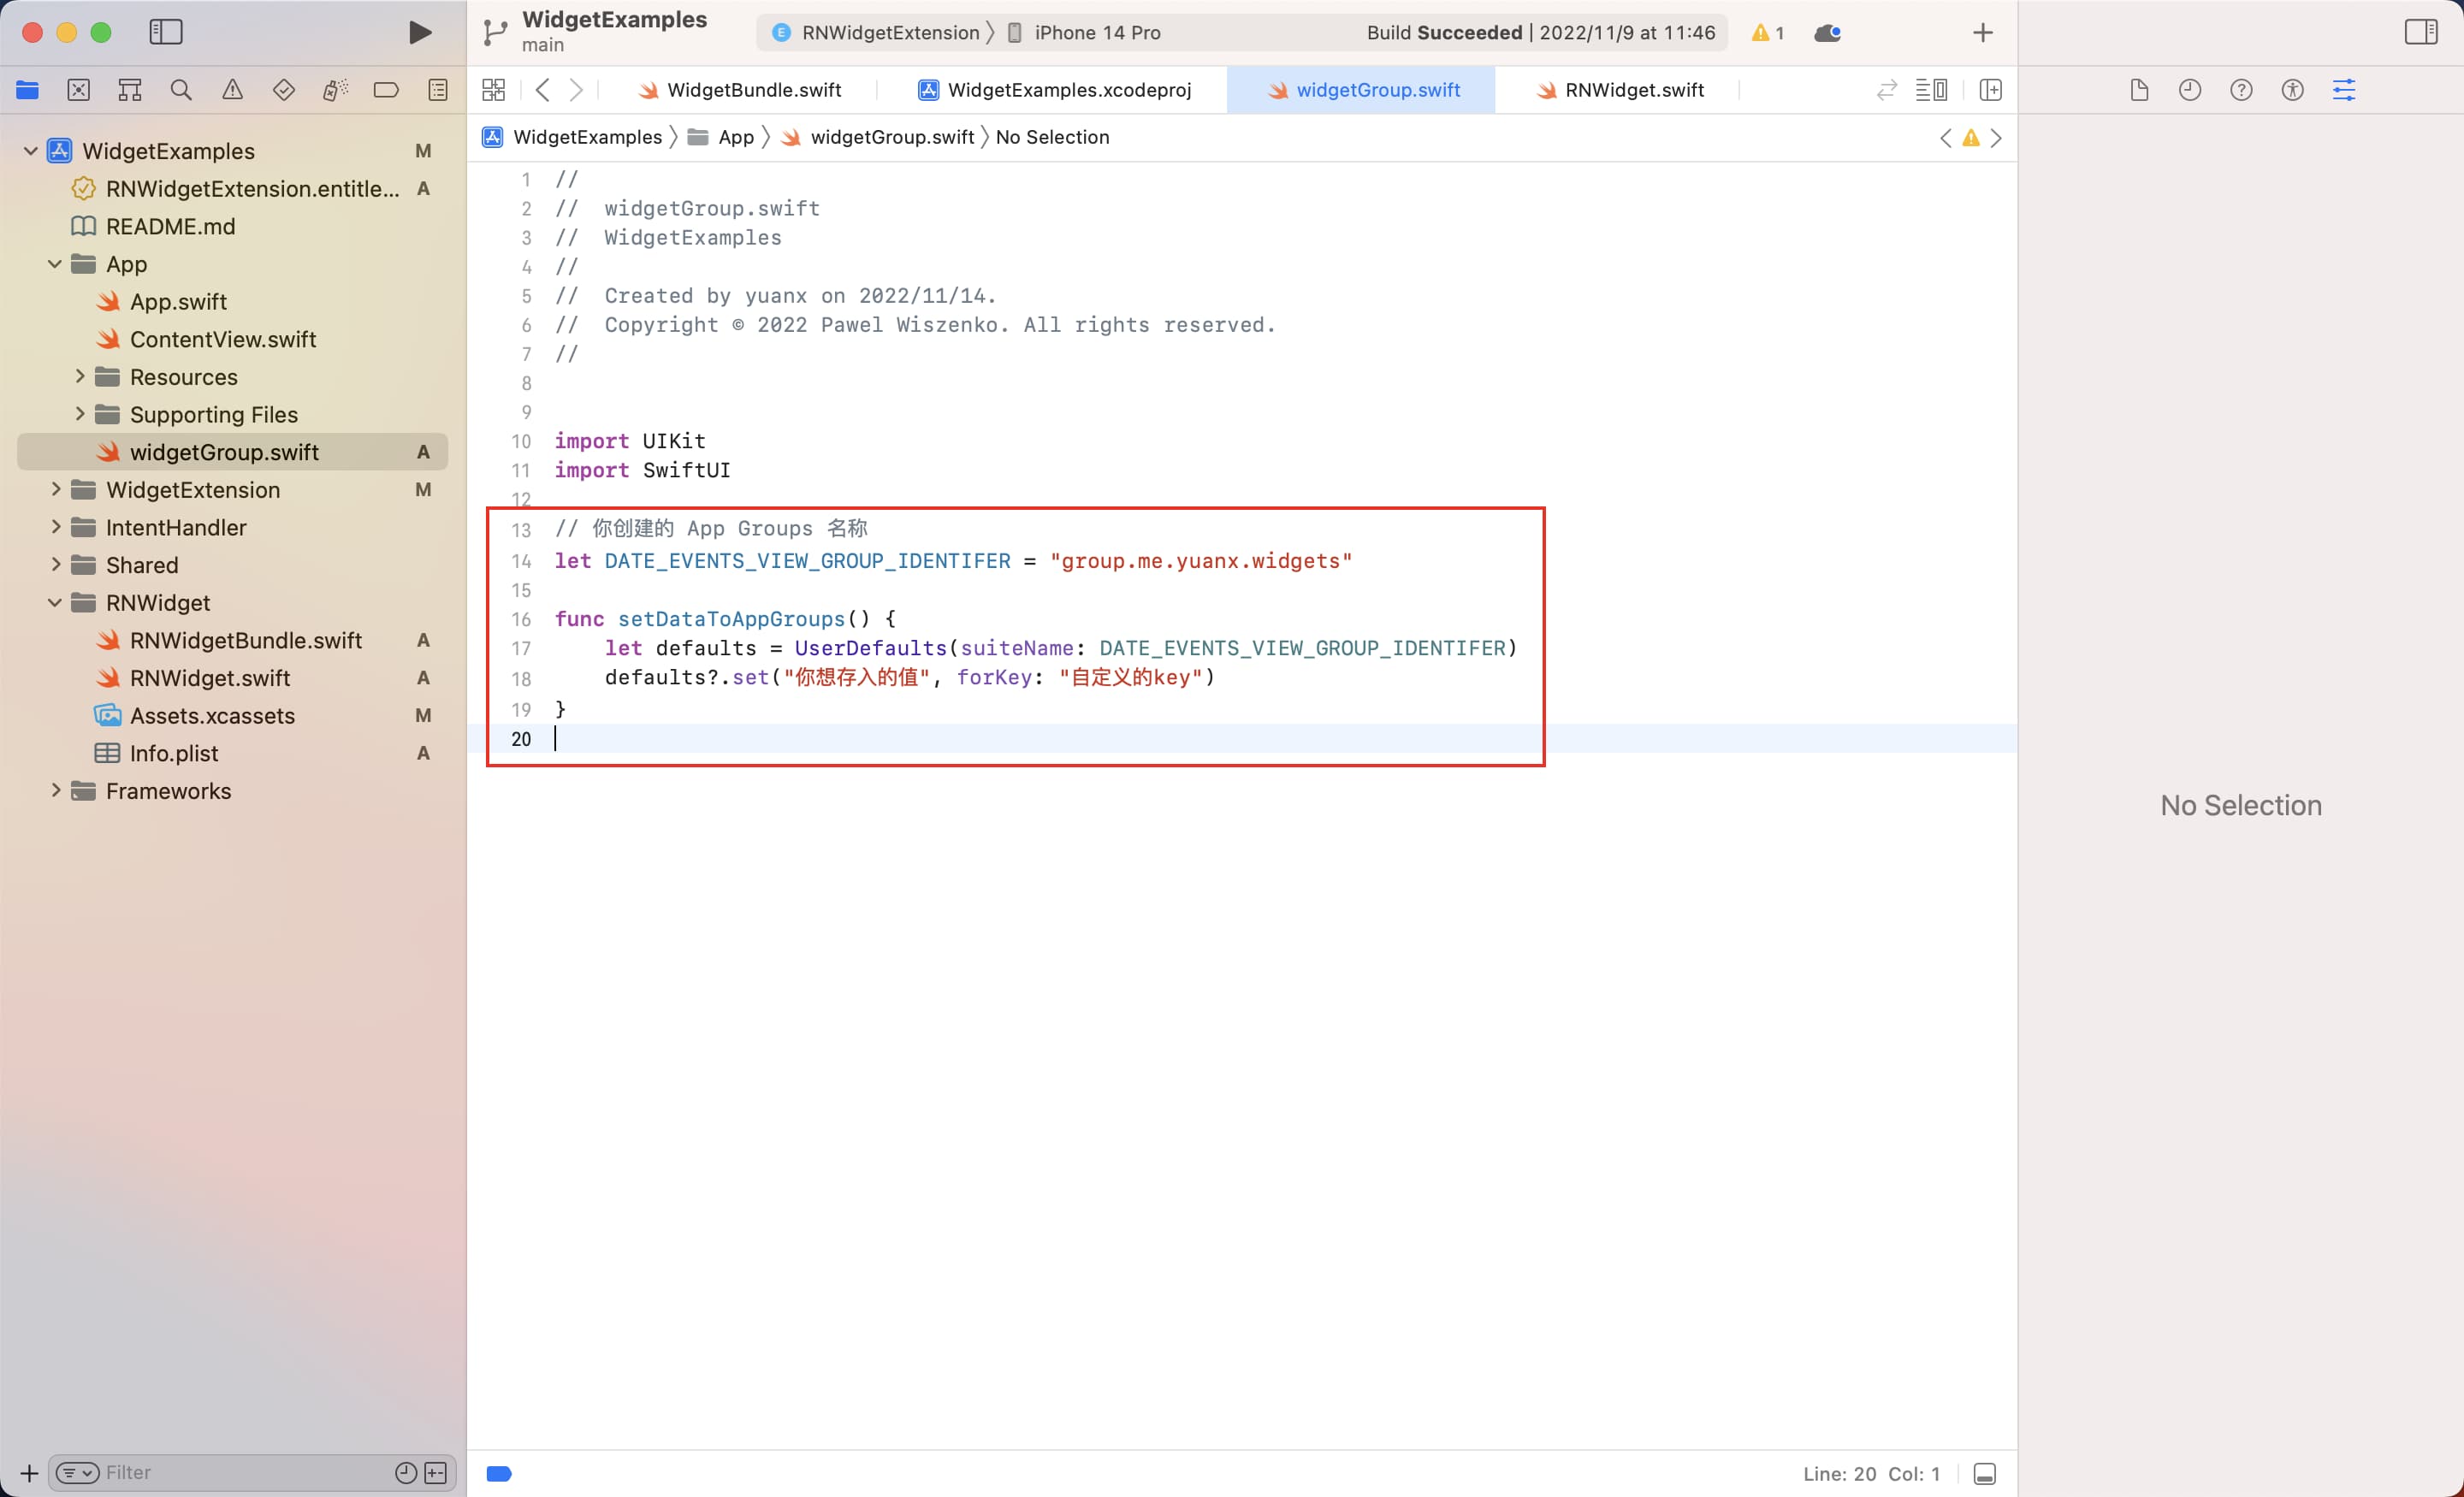 WidgetExamples
main
RNWidgetExtension
iPhone 14 Pro
Build Succeeded | 2022/11/9 at 11:46
1
WidgetBundle.swift
WidgetExamples.xcodeproj
widgetGroup.swift
RNWidget.swift
WidgetExamples
App
widgetGroup.swift
No Selection
WidgetExamples M
RNWidgetExtension.entitle... A
README.md
App
App.swift
ContentView.swift
Resources
Supporting Files
widgetGroup.swift A
WidgetExtension M
IntentHandler
Shared
RNWidget
RNWidgetBundle.swift A
RNWidget.swift A
Assets.xcassets M
Info.plist A
Frameworks
1 //
2 //  widgetGroup.swift
3 //  WidgetExamples
4 //
5 //  Created by yuanx on 2022/11/14.
6 //  Copyright © 2022 Pawel Wiszenko. All rights reserved.
7 //
8
9
10 import UIKit
11 import SwiftUI
12
13 // 你创建的 App Groups 名称
14 let DATE_EVENTS_VIEW_GROUP_IDENTIFER = "group.me.yuanx.widgets"
15
16 func setDataToAppGroups() {
17     let defaults = UserDefaults(suiteName: DATE_EVENTS_VIEW_GROUP_IDENTIFER)
18     defaults?.set("你想存入的值", forKey: "自定义的key")
19 }
20
No Selection
Filter
Line: 20 Col: 1